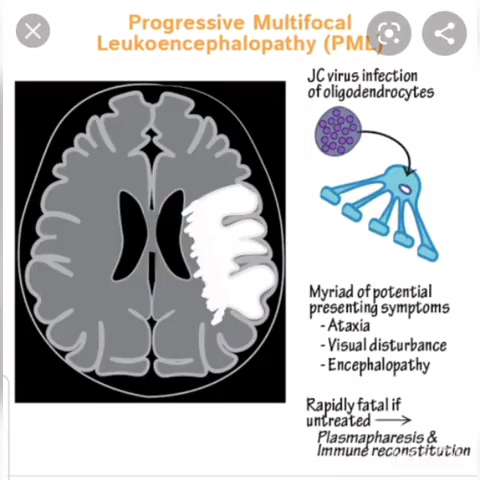 Progressive Multifocal
Leukoencephalopathy (PML)
JC virus infection
of oligodendrocytes
Myriad of potential
presenting symptoms
- Ataxia
- Visual disturbance
- Encephalopathy
Rapidly fatal if
untreated →
Plasmapharesis &
Immune reconstitution